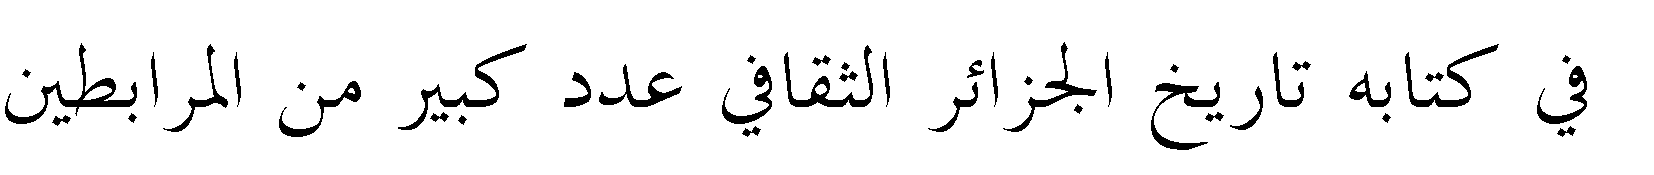 في كتابه تاريخ الجزائر الثقافي عدد كبير من المرابطين